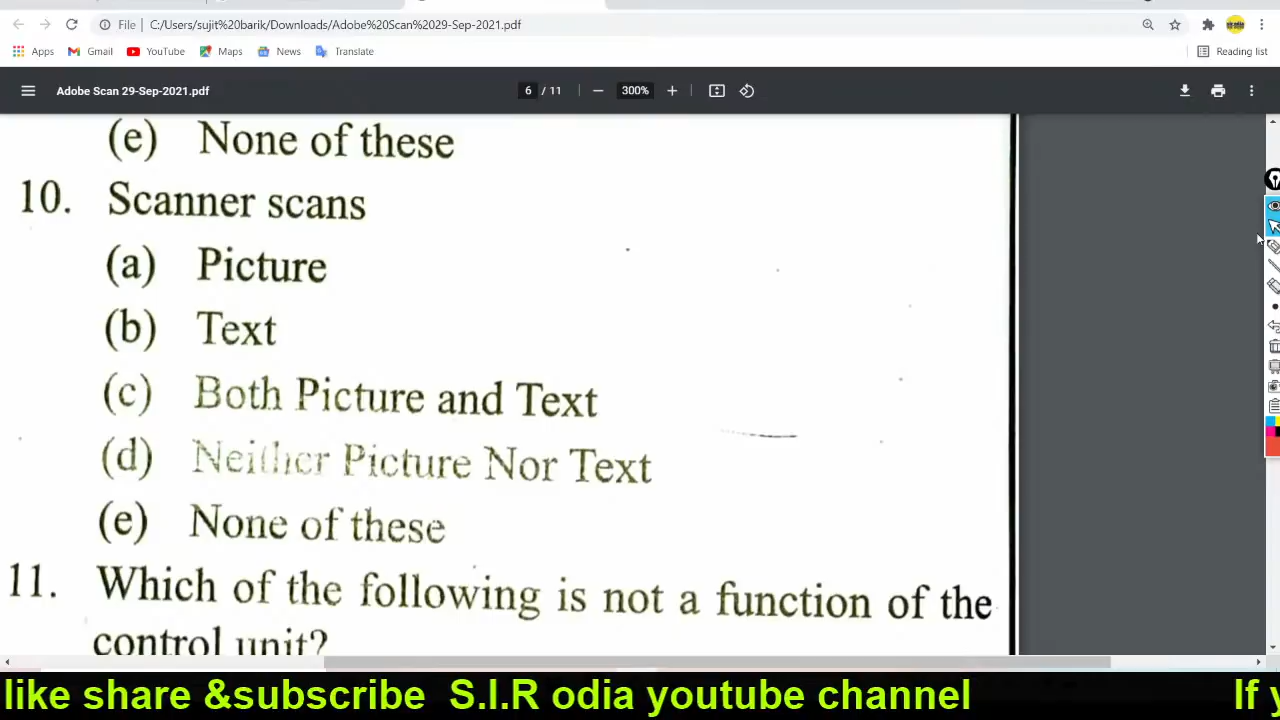 File | C:/Users/sujit%20barik/Downloads/Adobe%20Scan%2029-Sep-2021.pdf
Apps Gmail YouTube Maps News Translate Reading list
Adobe Scan 29-Sep-2021.pdf 6 / 11 300%
(e) None of these
10. Scanner scans
(a) Picture
(b) Text
(c) Both Picture and Text
(d) Neither Picture Nor Text
(e) None of these
11. Which of the following is not a function of the
control unit?
like share &subscribe S.I.R odia youtube channel If